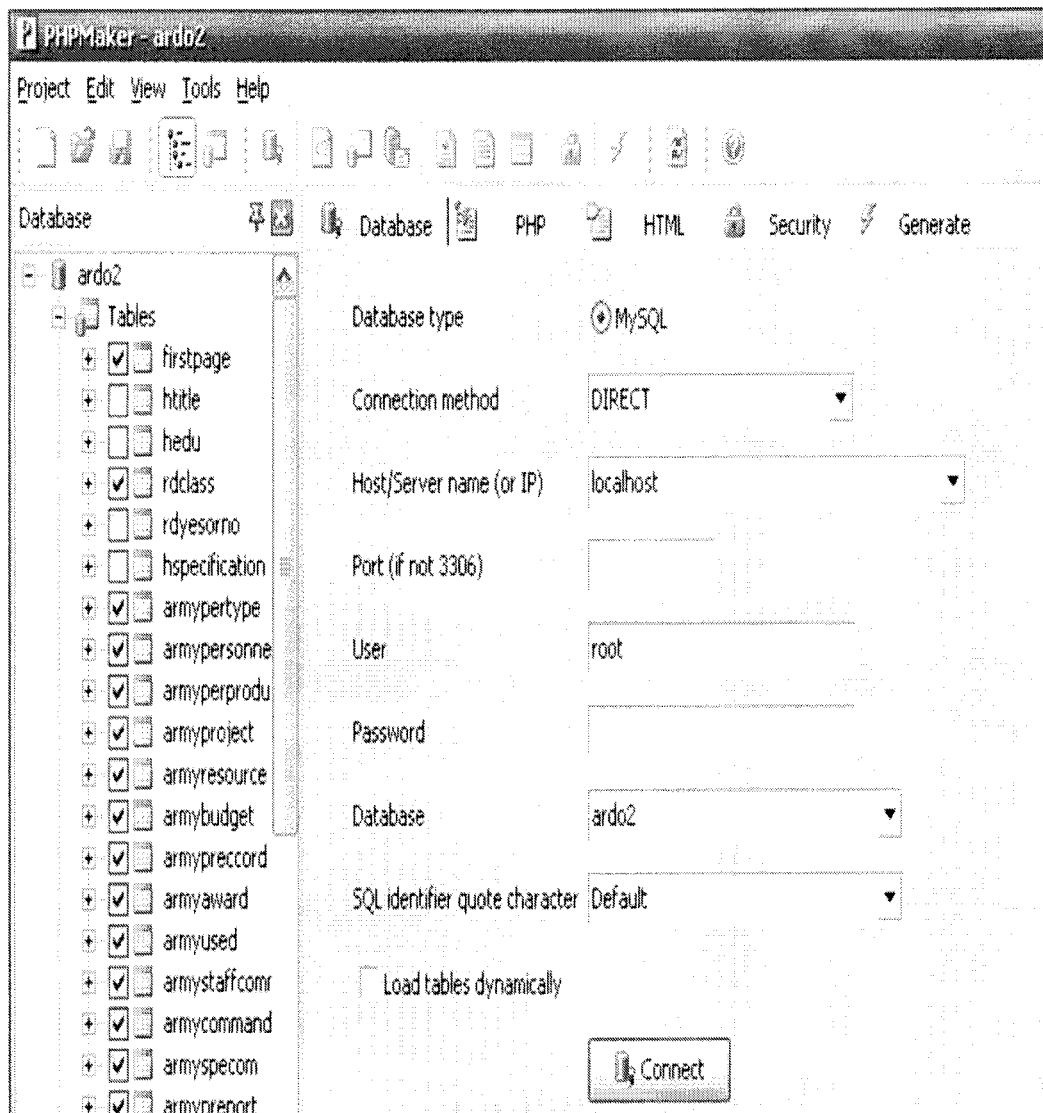 PHPMaker - ardo2
Project Edit View Tools Help
Database
ardo2
Tables
firstpage
htitle
hedu
rdclass
rdyesorno
hspecification
armypertype
armypersonne
armyperprodu
armyproject
armyresource
armybudget
armypreccord
armyaward
armyused
armystaffcomr
armycommand
armyspecom
armypreport
Database PHP HTML Security Generate
Database type MySQL
Connection method DIRECT
Host/Server name (or IP) localhost
Port (if not 3306)
User root
Password
Database ardo2
SQL identifier quote character Default
Load tables dynamically
Connect